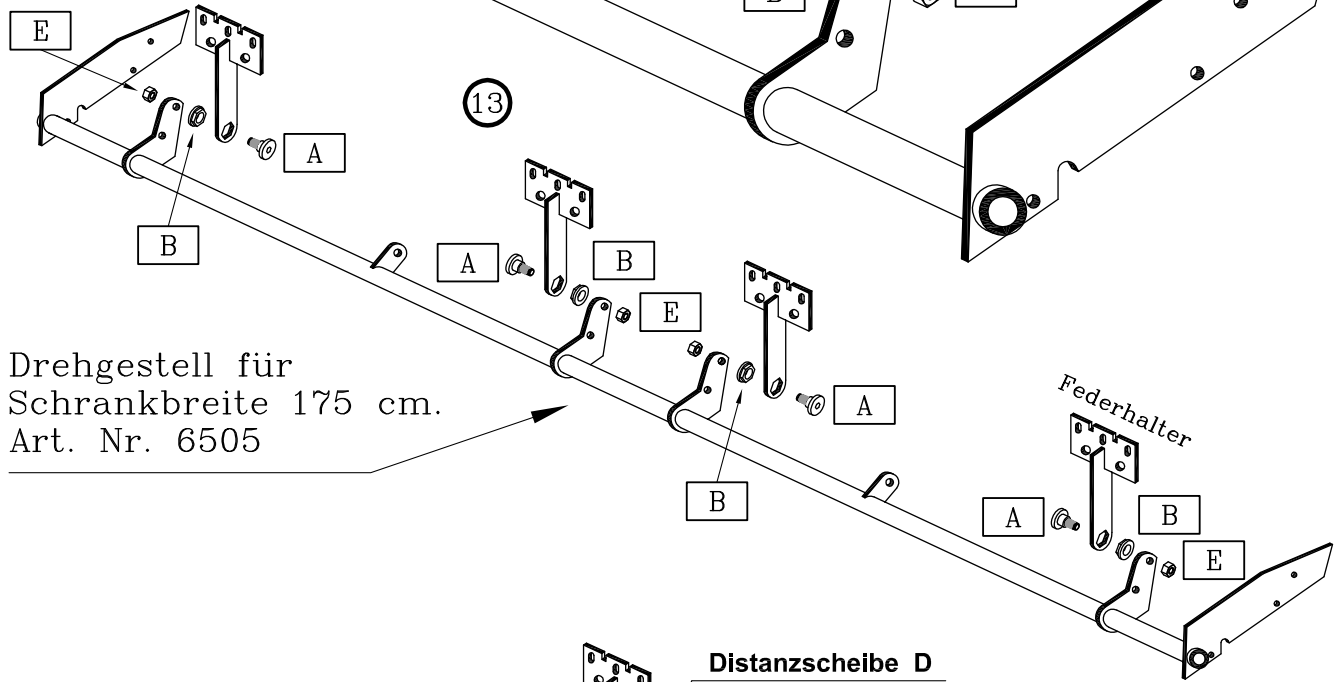 E
13
A
B
A
B
E
Drehgestell für
Schrankbreite 175 cm.
Art. Nr. 6505
A
Federhalter
B
A
B
E
Distanzscheibe D